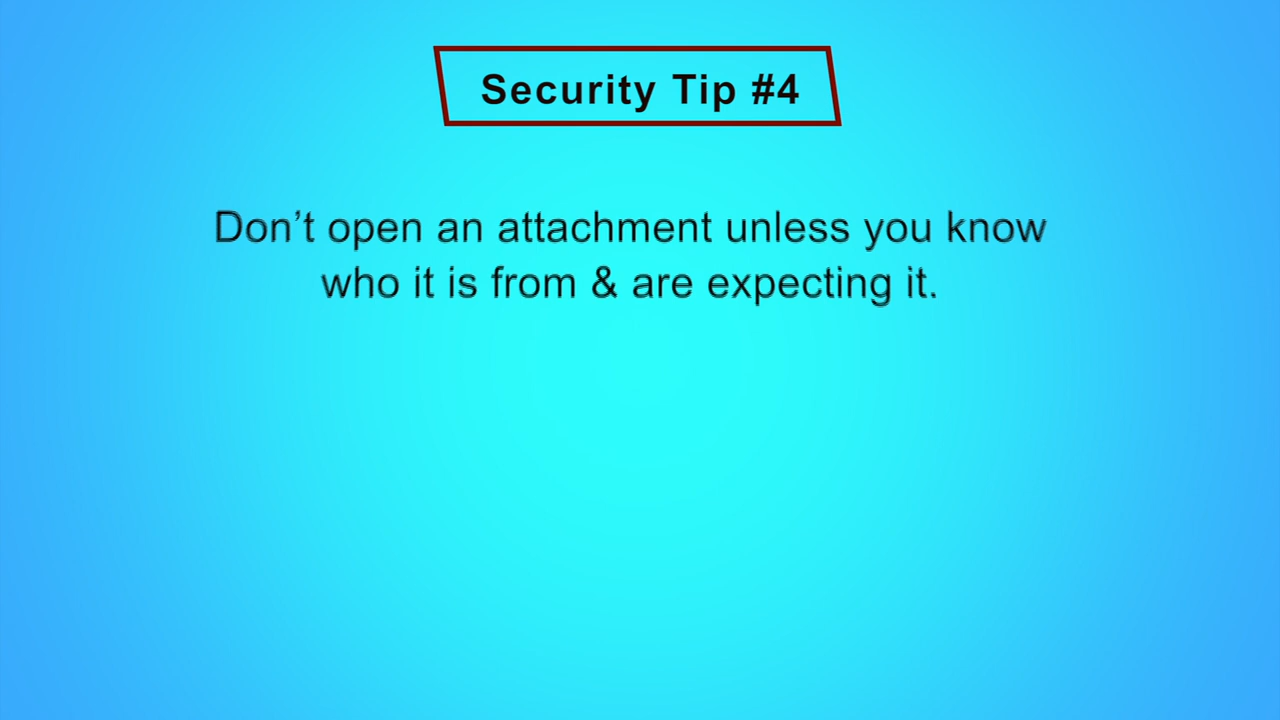 Security Tip #4
Don’t open an attachment unless you know
who it is from & are expecting it.